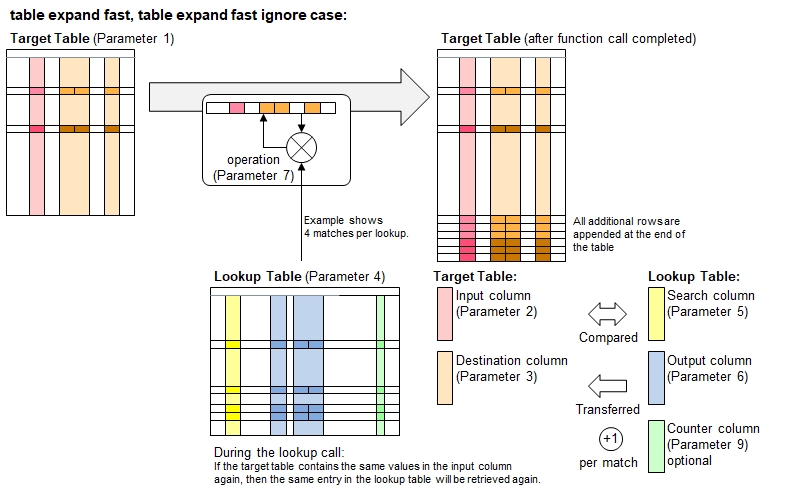 table expand fast, table expand fast ignore case:
Target Table (Parameter 1)
Target Table (after function call completed)
operation
(Parameter 7)
Example shows
4 matches per lookup.
All additional rows are
appended at the end of
the table
Lookup Table (Parameter 4)
Target Table:
Lookup Table:
Input column
(Parameter 2)
Compared
Search column
(Parameter 5)
Destination column
(Parameter 3)
Transferred
Output column
(Parameter 6)
+1
per match
Counter column
(Parameter 9)
optional
During the lookup call:
If the target table contains the same values in the input column
again, then the same entry in the lookup table will be retrieved again.